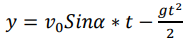 y = v₀Sinα * t − gt²/2